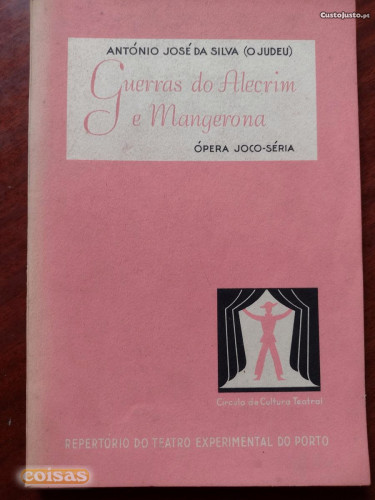 CustoJusto.pt
ANTÓNIO JOSÉ DA SILVA (O JUDEU)
Guerras do Alecrim
e Mangerona
ÓPERA JOCO-SÉRIA
Círculo de Cultura Teatral
REPERTORIO DO TEATRO EXPERIMENTAL DO PORTO
coisas